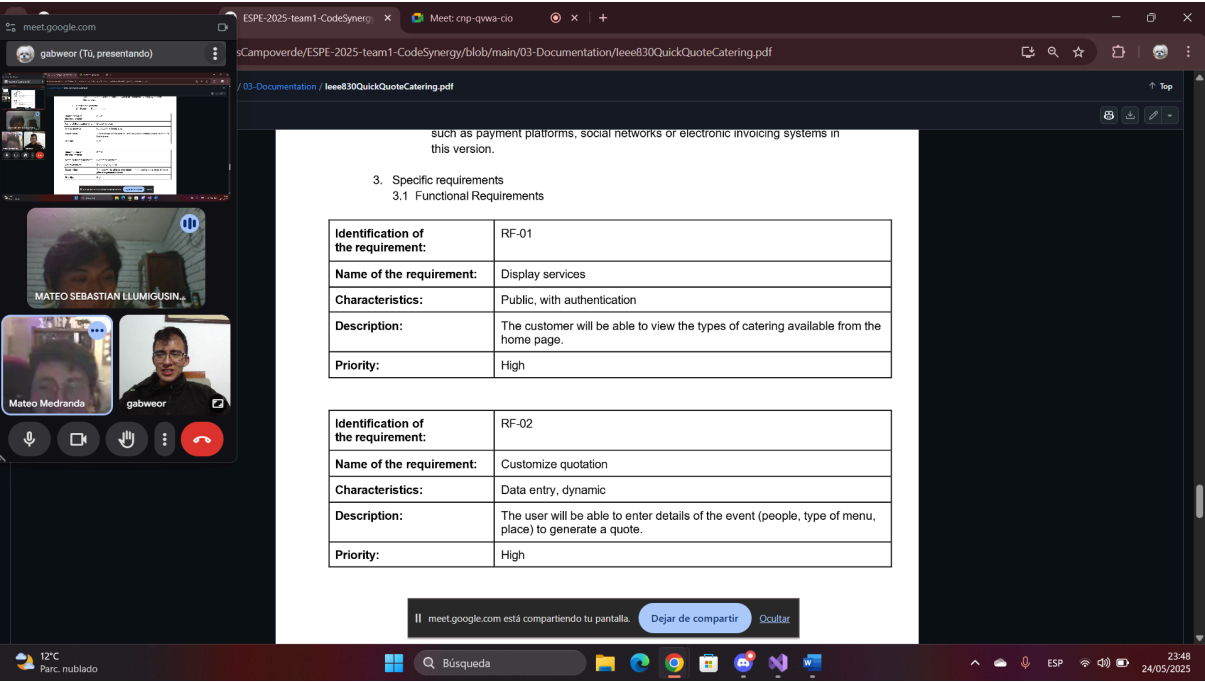 meet.google.com
gabweor (Tú, presentando)
MATEO SEBASTIAN LLUMIGUSIN...
Mateo Medranda
gabweor
ESPE-2025-team1-CodeSynergy
Meet: cnp-qvwa-cio
sCampoverde/ESPE-2025-team1-CodeSynergy/blob/main/03-Documentation/Ieee830QuickQuoteCatering.pdf
/ 03-Documentation / Ieee830QuickQuoteCatering.pdf
Top
such as payment platforms, social networks or electronic invoicing systems in
this version.
3. Specific requirements
3.1 Functional Requirements
Identification of
the requirement:
RF-01
Name of the requirement:
Display services
Characteristics:
Public, with authentication
Description:
The customer will be able to view the types of catering available from the
home page.
Priority:
High
Identification of
the requirement:
RF-02
Name of the requirement:
Customize quotation
Characteristics:
Data entry, dynamic
Description:
The user will be able to enter details of the event (people, type of menu,
place) to generate a quote.
Priority:
High
meet.google.com está compartiendo tu pantalla.
Dejar de compartir
Ocultar
12°C
Parc. nublado
Búsqueda
ESP
23:48
24/05/2025